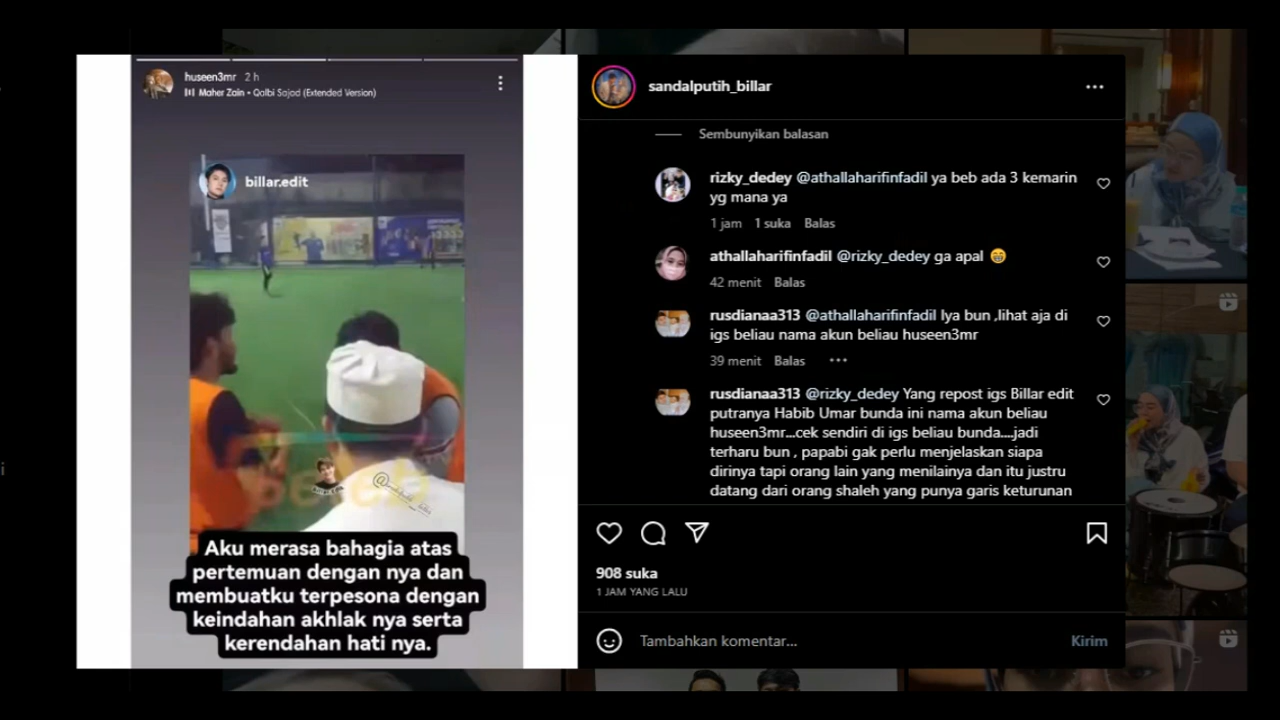 huseen3mr 2 h
Maher Zain • Qolbi Sajad (Extended Version)
billar.edit
Aku merasa bahagia atas
pertemuan dengan nya dan
membuatku terpesona dengan
keindahan akhlak nya serta
kerendahan hati nya.
sandalputih_billar
Sembunyikan balasan
rizky_dedey @athallaharifinfadil ya beb ada 3 kemarin
yg mana ya
1 jam 1 suka Balas
athallaharifinfadil @rizky_dedey ga apal 😁
42 menit Balas
rusdianaa313 @athallaharifinfadil Iya bun ,lihat aja di
igs beliau nama akun beliau huseen3mr
39 menit Balas
rusdianaa313 @rizky_dedey Yang repost igs Billar edit
putranya Habib Umar bunda ini nama akun beliau
huseen3mr...cek sendiri di igs beliau bunda....jadi
terharu bun , papabi gak perlu menjelaskan siapa
dirinya tapi orang lain yang menilainya dan itu justru
datang dari orang shaleh yang punya garis keturunan
908 suka
1 JAM YANG LALU
Tambahkan komentar...
Kirim